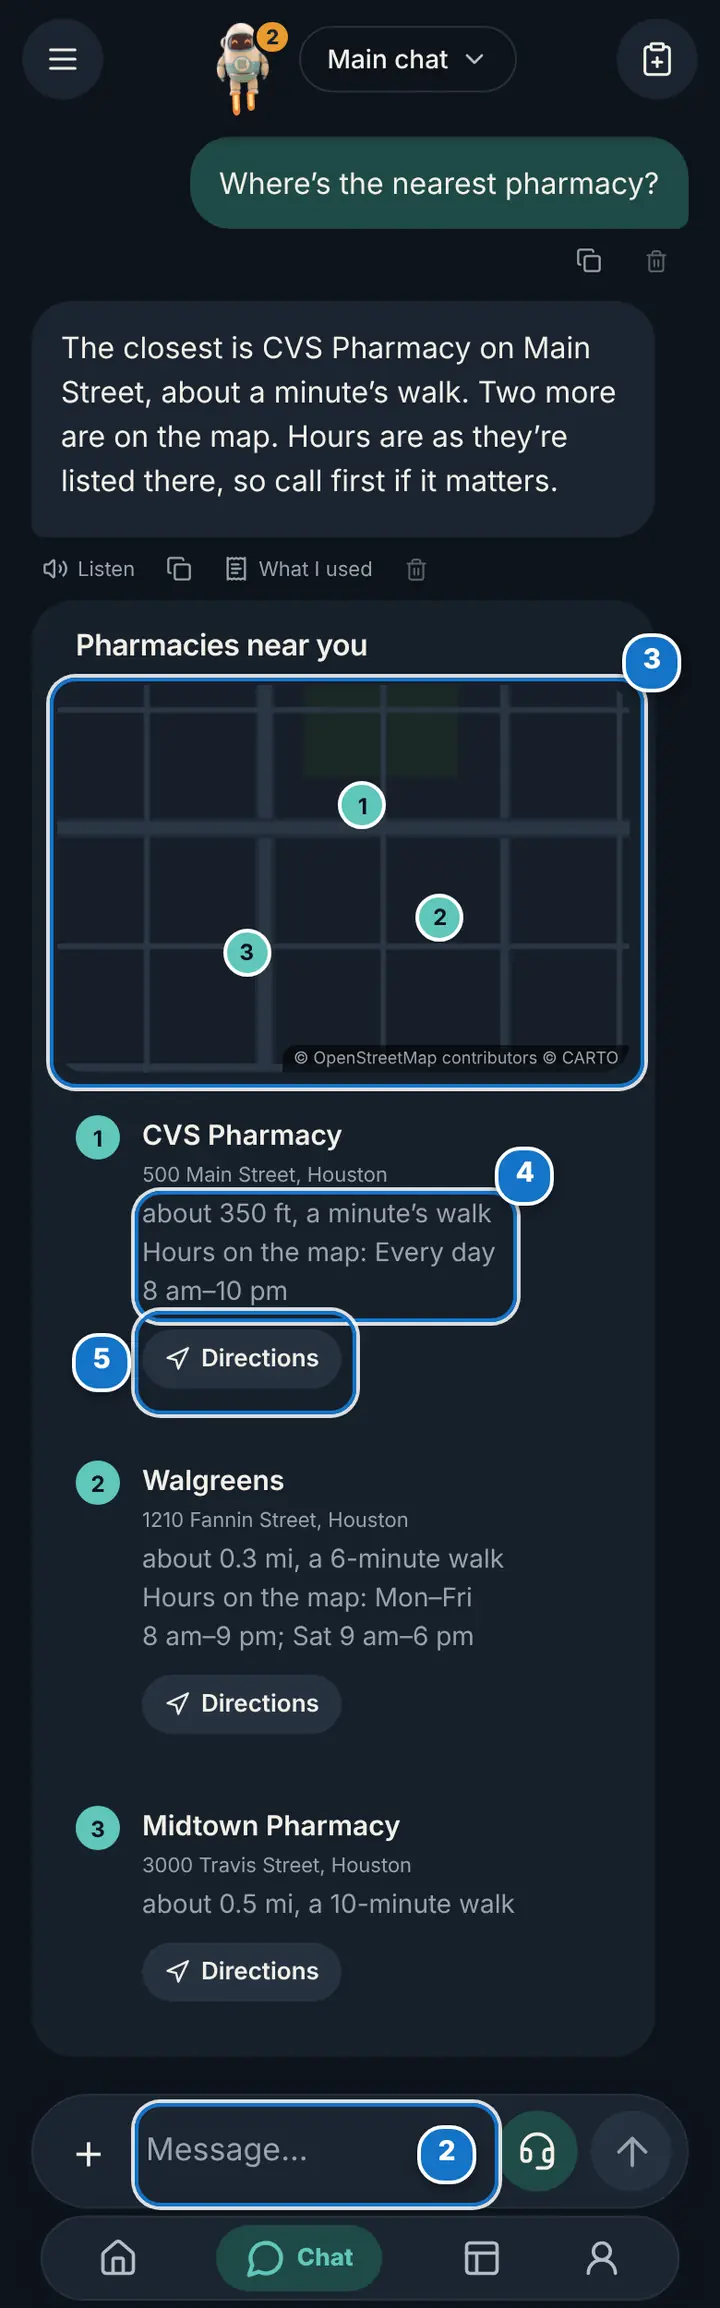 2
Main chat
Where's the nearest pharmacy?
The closest is CVS Pharmacy on Main
Street, about a minute's walk. Two more
are on the map. Hours are as they're
listed there, so call first if it matters.
Listen
What I used
Pharmacies near you
3
1
2
3
© OpenStreetMap contributors © CARTO
1
CVS Pharmacy
500 Main Street, Houston
4
about 350 ft, a minute's walk
Hours on the map: Every day
8 am–10 pm
5
Directions
2
Walgreens
1210 Fannin Street, Houston
about 0.3 mi, a 6-minute walk
Hours on the map: Mon–Fri
8 am–9 pm; Sat 9 am–6 pm
Directions
3
Midtown Pharmacy
3000 Travis Street, Houston
about 0.5 mi, a 10-minute walk
Directions
Message...
2
Chat